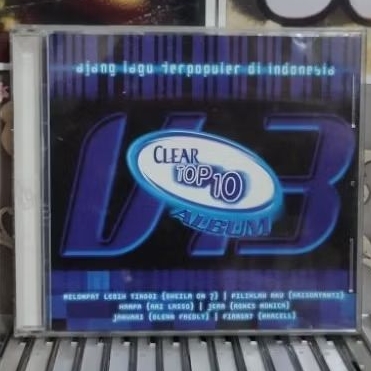 ajang lagu terpopuler di indonesia
V.3
CLEAR
TOP
10
ALBUM
MELOMPAT LEBIH TINGGI (SHEILA ON 7) | PILIHLAH AKU (KRISDAYANTI)
HAMPA (ARI LASSO) | JERA (AGNES MONICA)
JANUARI (GLENN FREDLY) | FIRASAT (MARCELL)